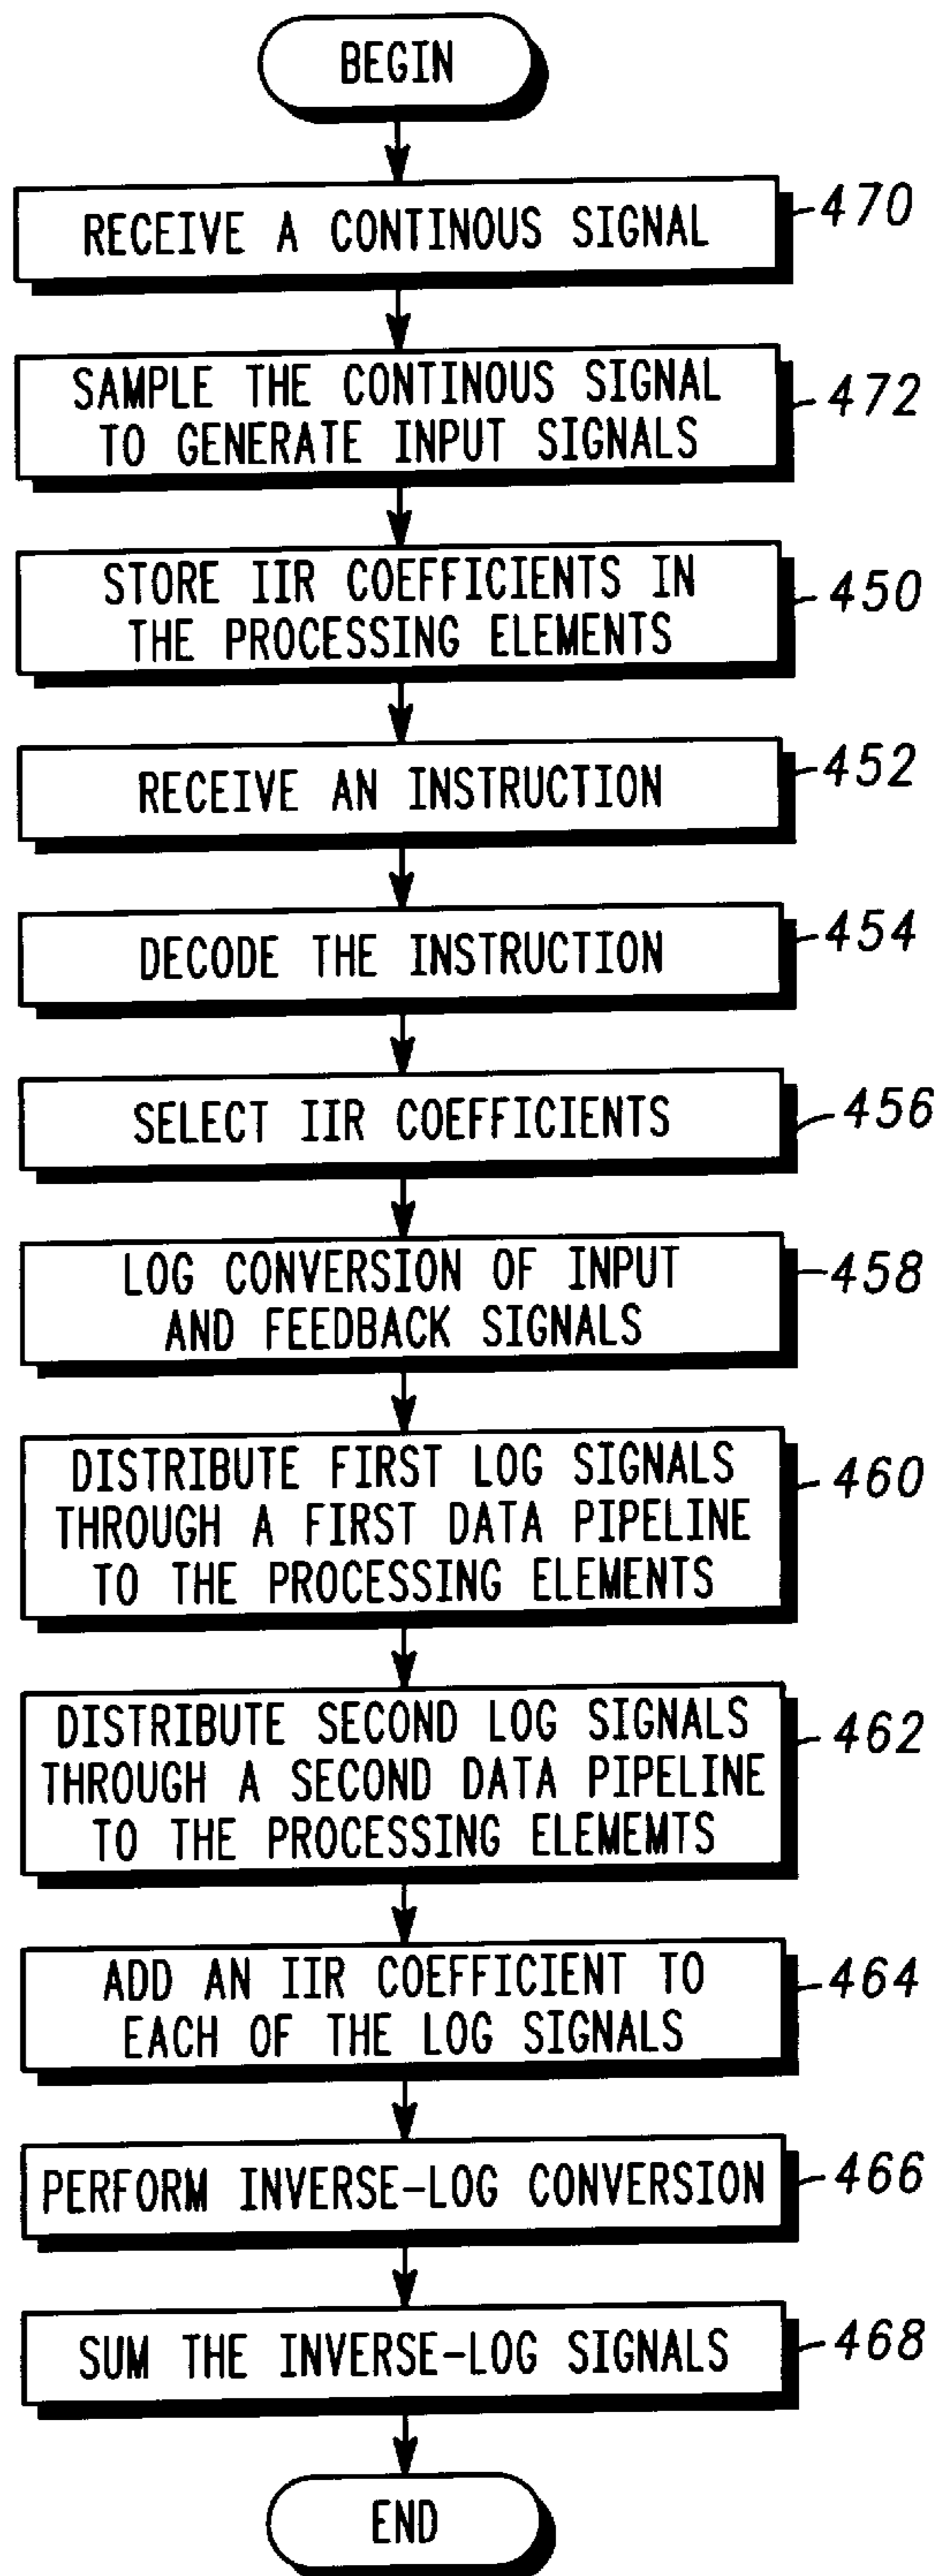 BEGIN
RECEIVE A CONTINOUS SIGNAL
470
SAMPLE THE CONTINOUS SIGNAL
TO GENERATE INPUT SIGNALS
472
STORE IIR COEFFICIENTS IN
THE PROCESSING ELEMENTS
450
RECEIVE AN INSTRUCTION
452
DECODE THE INSTRUCTION
454
SELECT IIR COEFFICIENTS
456
LOG CONVERSION OF INPUT
AND FEEDBACK SIGNALS
458
DISTRIBUTE FIRST LOG SIGNALS
THROUGH A FIRST DATA PIPELINE
TO THE PROCESSING ELEMENTS
460
DISTRIBUTE SECOND LOG SIGNALS
THROUGH A SECOND DATA PIPELINE
TO THE PROCESSING ELEMEMTS
462
ADD AN IIR COEFFICIENT TO
EACH OF THE LOG SIGNALS
464
PERFORM INVERSE-LOG CONVERSION
466
SUM THE INVERSE-LOG SIGNALS
468
END